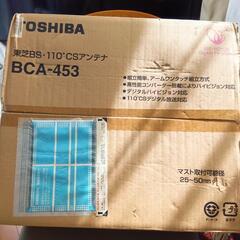 TOSHIBA
東芝BS・110°CSアンテナ
BCA-453
・組立簡単、アームワンタッチ組立方式
・高性能コンバーター搭載によりハイビジョン対応
・デジタルハイビジョン対応
・110°CSデジタル放送対応
マスト取付可能径
25~50mm